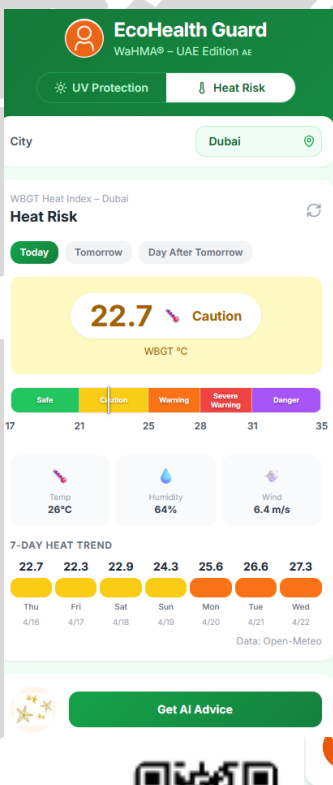 EcoHealth Guard
WaHMA® – UAE Edition AE
UV Protection Heat Risk
City Dubai
WBGT Heat Index – Dubai
Heat Risk
Today Tomorrow Day After Tomorrow
22.7 Caution
WBGT °C
Safe Caution Warning Severe Warning Danger
17 21 25 28 31 35
Temp Humidity Wind
26°C 64% 6.4 m/s
7-DAY HEAT TREND
22.7 22.3 22.9 24.3 25.6 26.6 27.3
Thu Fri Sat Sun Mon Tue Wed
4/16 4/17 4/18 4/19 4/20 4/21 4/22
Data: Open-Meteo
Get AI Advice